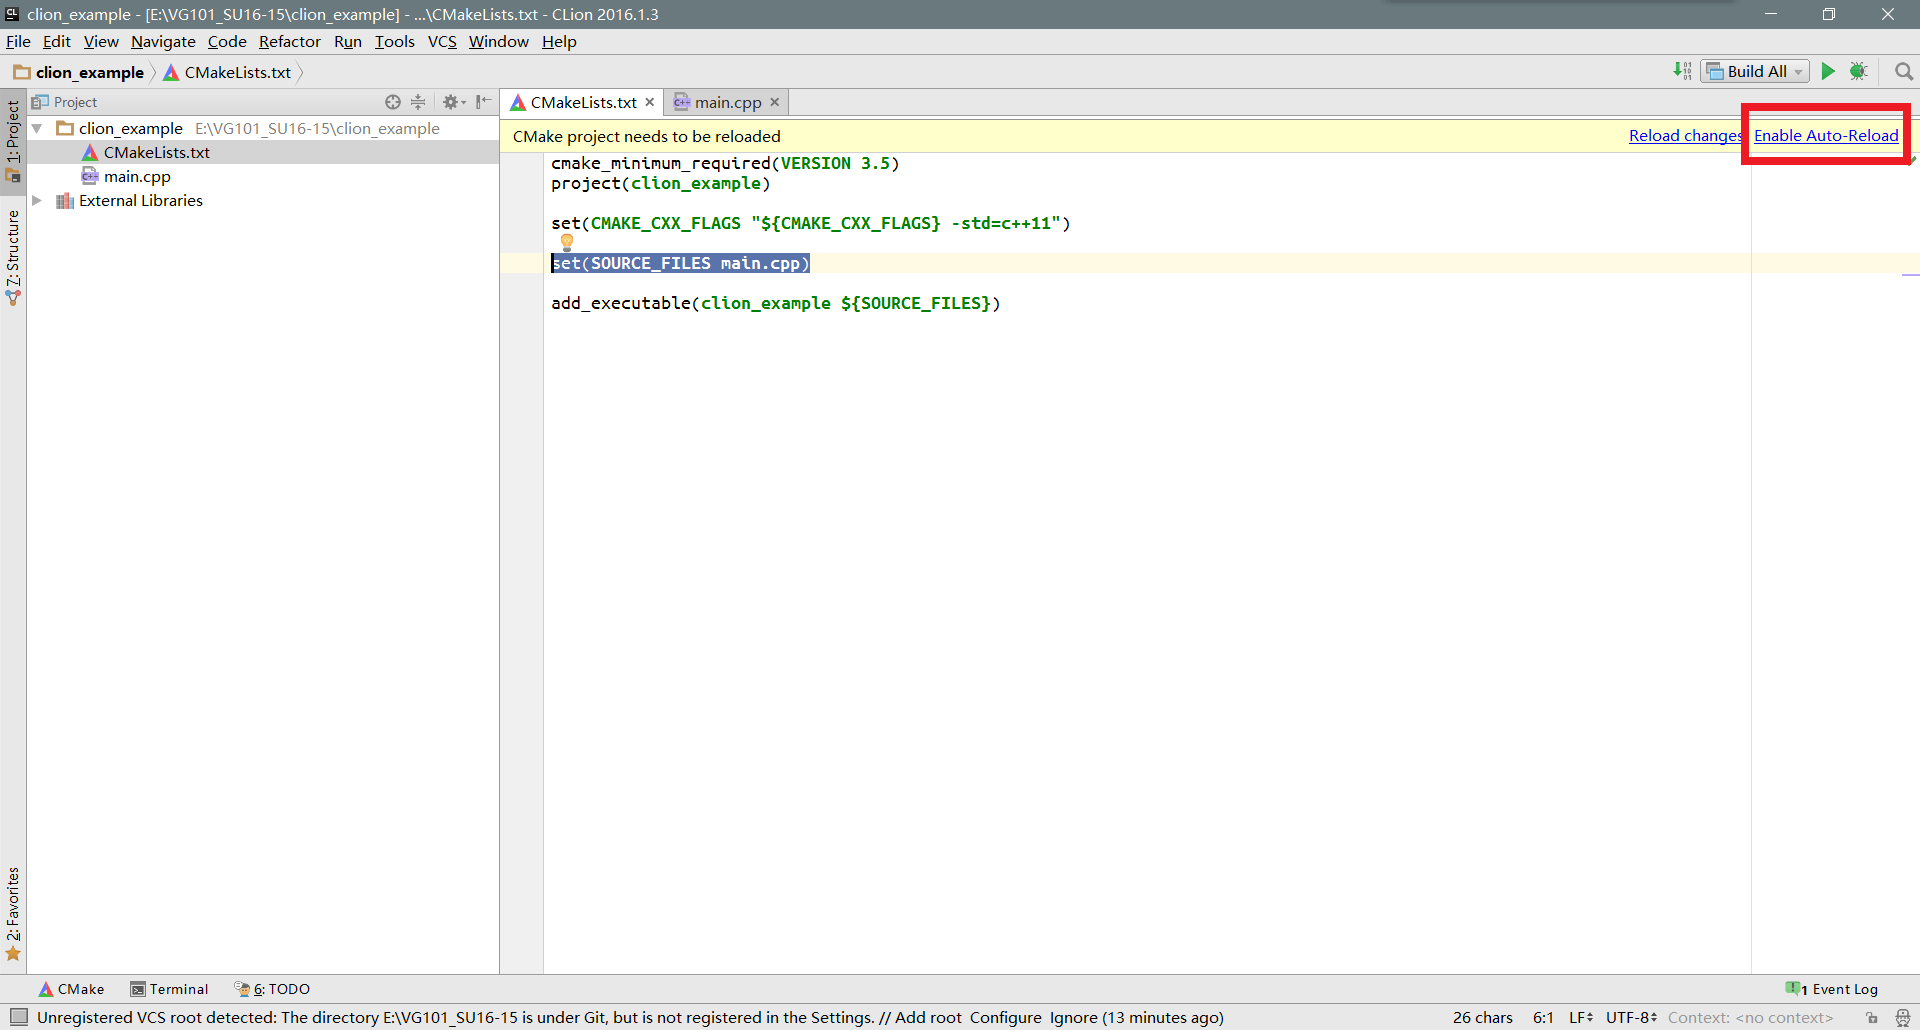 CL clion_example - [E:\VG101_SU16-15\clion_example] - ...\CMakeLists.txt - CLion 2016.1.3
File Edit View Navigate Code Refactor Run Tools VCS Window Help
clion_example CMakeLists.txt Build All
1: Project
7: Structure
2: Favorites
Project
clion_example E:\VG101_SU16-15\clion_example
CMakeLists.txt
main.cpp
External Libraries
CMakeLists.txt main.cpp
CMake project needs to be reloaded Reload changes Enable Auto-Reload
cmake_minimum_required(VERSION 3.5)
project(clion_example)
set(CMAKE_CXX_FLAGS "${CMAKE_CXX_FLAGS} -std=c++11")
set(SOURCE_FILES main.cpp)
add_executable(clion_example ${SOURCE_FILES})
CMake Terminal 6: TODO 1 Event Log
Unregistered VCS root detected: The directory E:\VG101_SU16-15 is under Git, but is not registered in the Settings. // Add root Configure Ignore (13 minutes ago) 26 chars 6:1 LF UTF-8 Context: <no context>